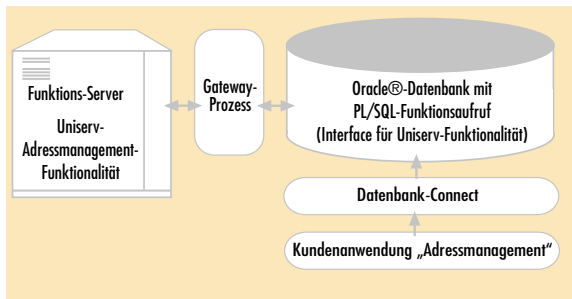 Funktions-Server
Uniserv-
Adressmanagement-
Funktionalität
Gateway-
Prozess
Oracle®-Datenbank mit
PL/SQL-Funktionsaufruf
(Interface für Uniserv-Funktionalität)
Datenbank-Connect
Kundenanwendung „Adressmanagement“